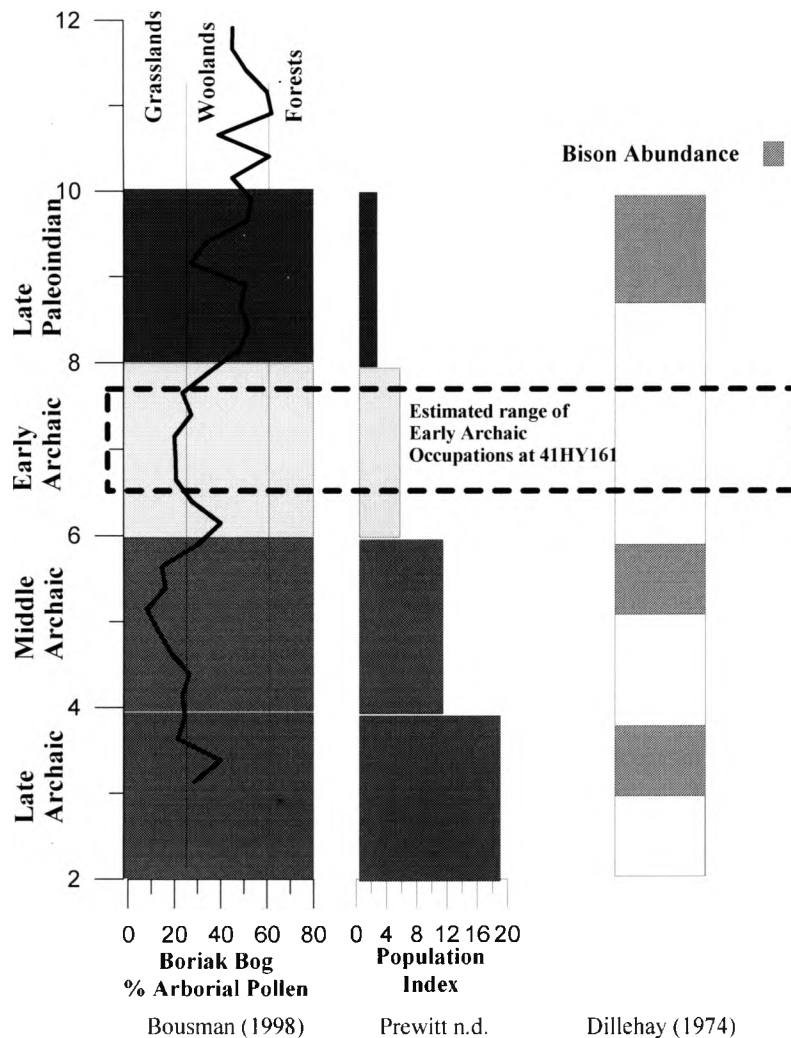 12
10
8
6
4
2
Grasslands
Woolands
Forests
Bison Abundance
Late
Paleoindian
Early
Archaic
Middle
Archaic
Late
Archaic
Estimated range of
Early Archaic
Occupations at 41HY161
0 20 40 60 80
Boriak Bog
% Arborial Pollen
0 4 8 12 16 20
Population
Index
Bousman (1998)
Prewitt n.d.
Dillehay (1974)